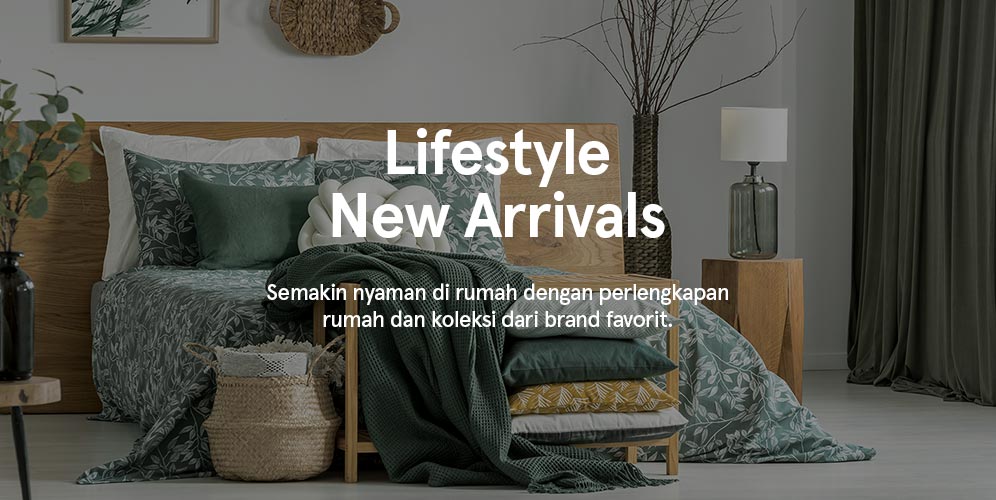 Lifestyle
New Arrivals
Semakin nyaman di rumah dengan perlengkapan
rumah dan koleksi dari brand favorit.